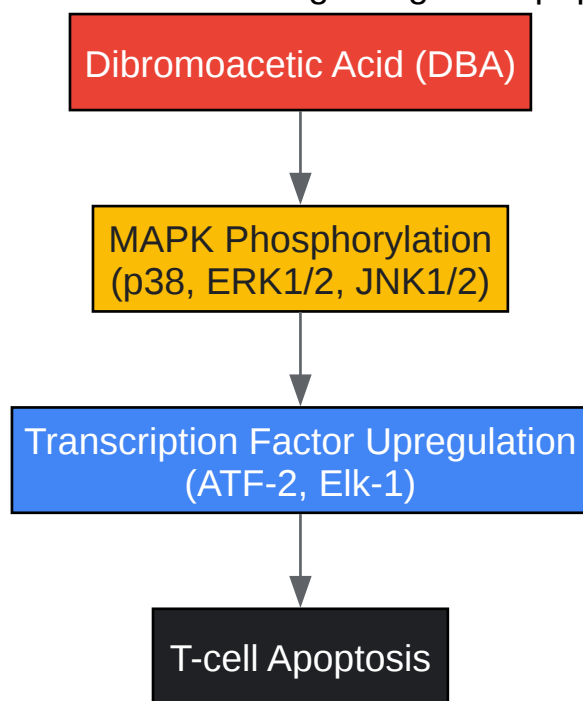 Dibromoacetic Acid (DBA)
MAPK Phosphorylation
(p38, ERK1/2, JNK1/2)
Transcription Factor Upregulation
(ATF-2, Elk-1)
T-cell Apoptosis